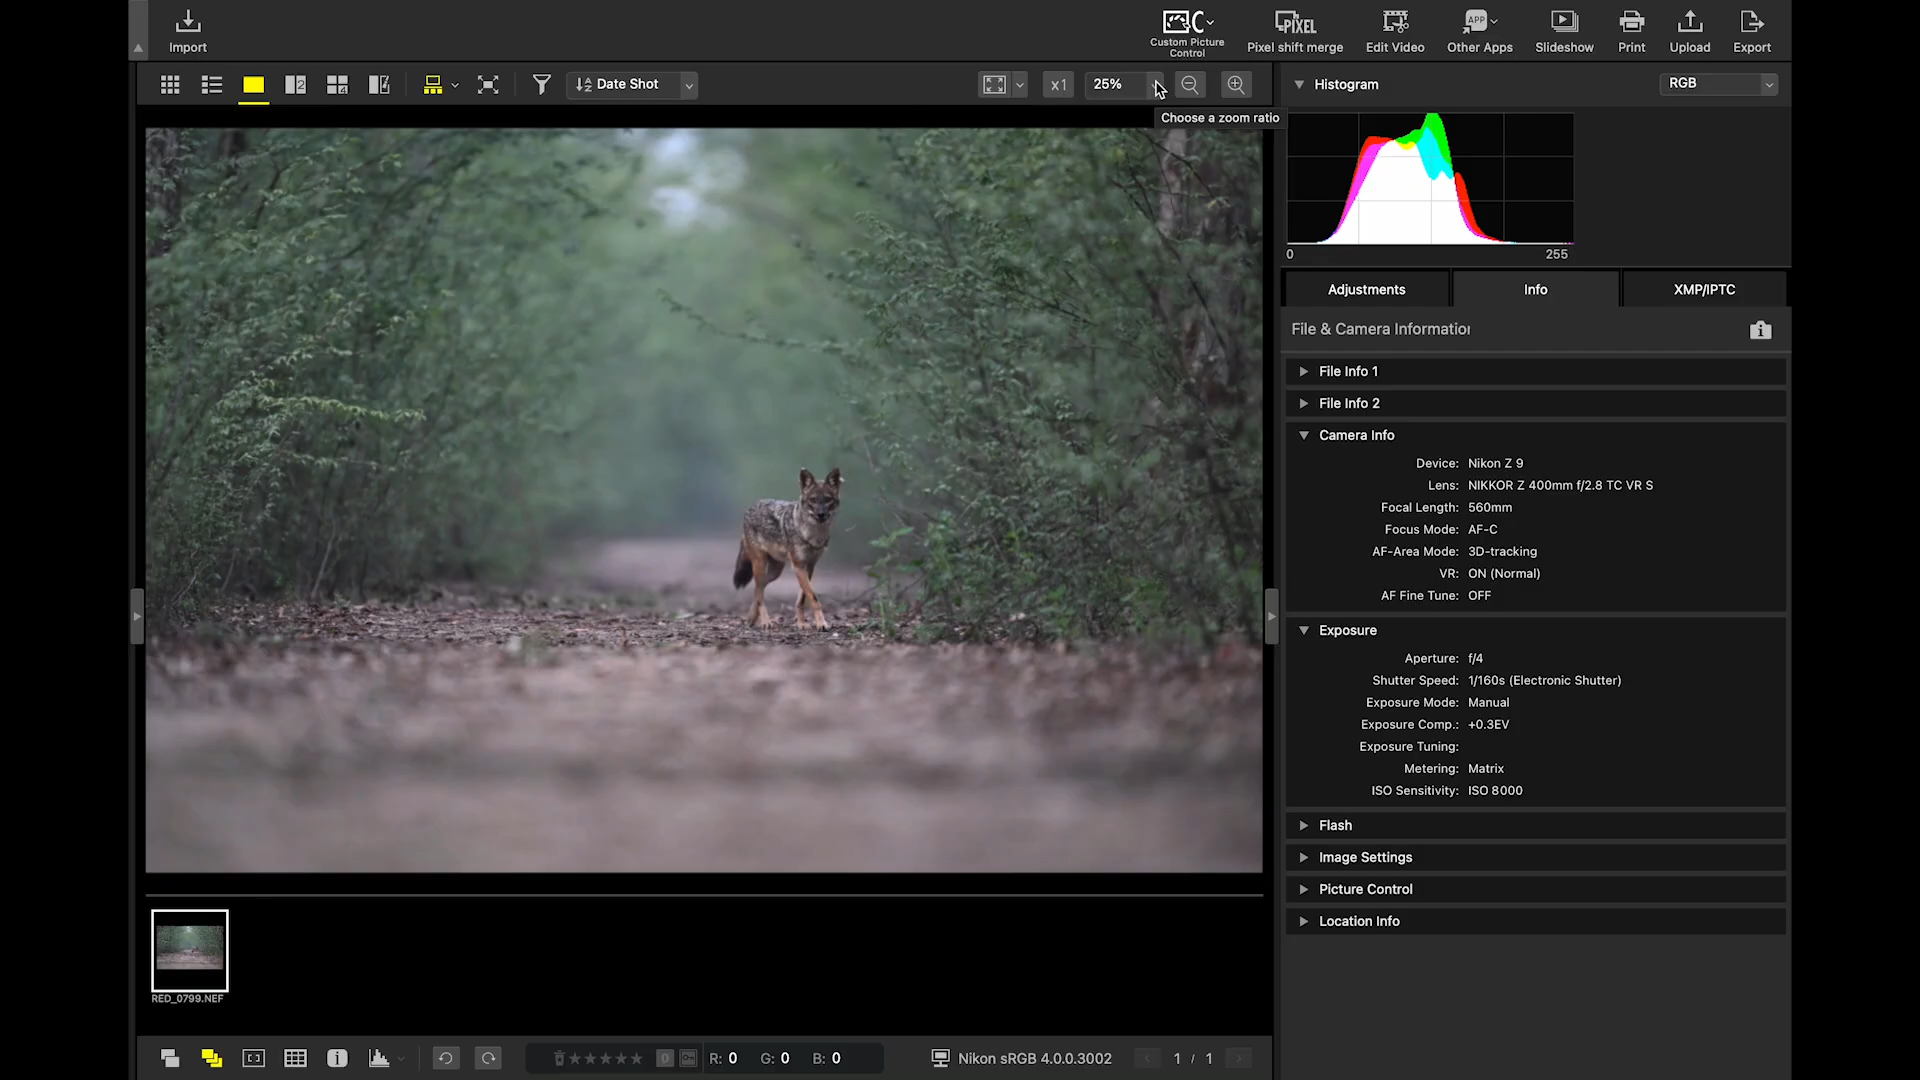 Import
Custom Picture
Control
Pixel shift merge
Edit Video
Other Apps
Slideshow
Print
Upload
Export
2
4
Date Shot
x1
25%
Choose a zoom ratio
Histogram
RGB
0
255
Adjustments
Info
XMP/IPTC
File & Camera Information
File Info 1
File Info 2
Camera Info
Device: Nikon Z 9
Lens: NIKKOR Z 400mm f/2.8 TC VR S
Focal Length: 560mm
Focus Mode: AF-C
AF-Area Mode: 3D-tracking
VR: ON (Normal)
AF Fine Tune: OFF
Exposure
Aperture: f/4
Shutter Speed: 1/160s (Electronic Shutter)
Exposure Mode: Manual
Exposure Comp.: +0.3EV
Exposure Tuning:
Metering: Matrix
ISO Sensitivity: ISO 8000
Flash
Image Settings
Picture Control
Location Info
RED_0799.NEF
0
R: 0 G: 0 B: 0
Nikon sRGB 4.0.0.3002
1 / 1